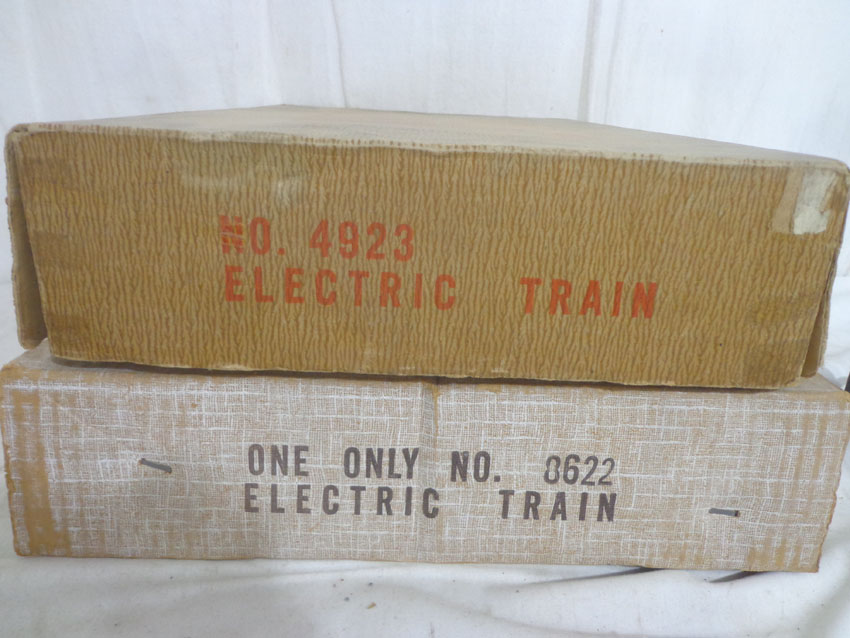 NO. 4923
ELECTRIC TRAIN
ONE ONLY NO. 8622
ELECTRIC TRAIN